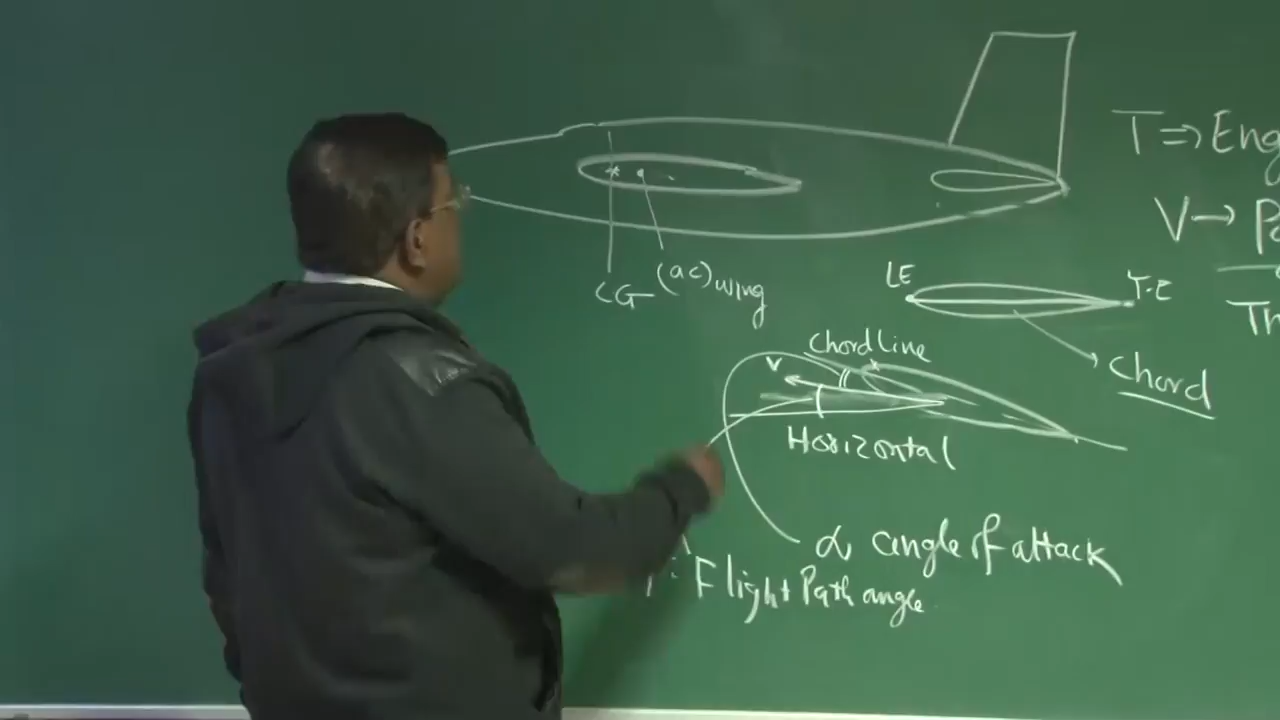 T ⇒ Eng
V →
CG (ac)wing
LE T.E
Th
Chord Line
V
Chord
Horizontal
α angle of attack
: Flight Path angle